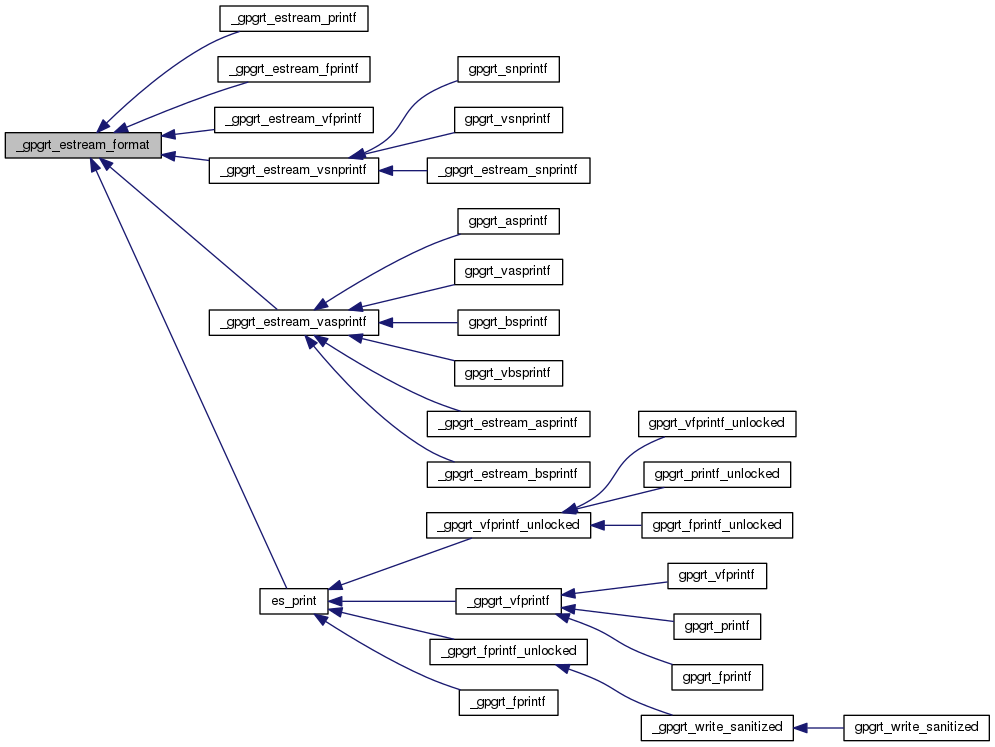 _gpgrt_estream_printf
_gpgrt_estream_fprintf
_gpgrt_estream_vfprintf
_gpgrt_estream_format
_gpgrt_estream_vsnprintf
gpgrt_snprintf
gpgrt_vsnprintf
_gpgrt_estream_snprintf
_gpgrt_estream_vasprintf
gpgrt_asprintf
gpgrt_vasprintf
gpgrt_bsprintf
gpgrt_vbsprintf
_gpgrt_estream_asprintf
_gpgrt_estream_bsprintf
es_print
_gpgrt_vfprintf_unlocked
gpgrt_vfprintf_unlocked
gpgrt_printf_unlocked
gpgrt_fprintf_unlocked
_gpgrt_vfprintf
gpgrt_vfprintf
gpgrt_printf
gpgrt_fprintf
_gpgrt_fprintf_unlocked
_gpgrt_fprintf
_gpgrt_write_sanitized
gpgrt_write_sanitized